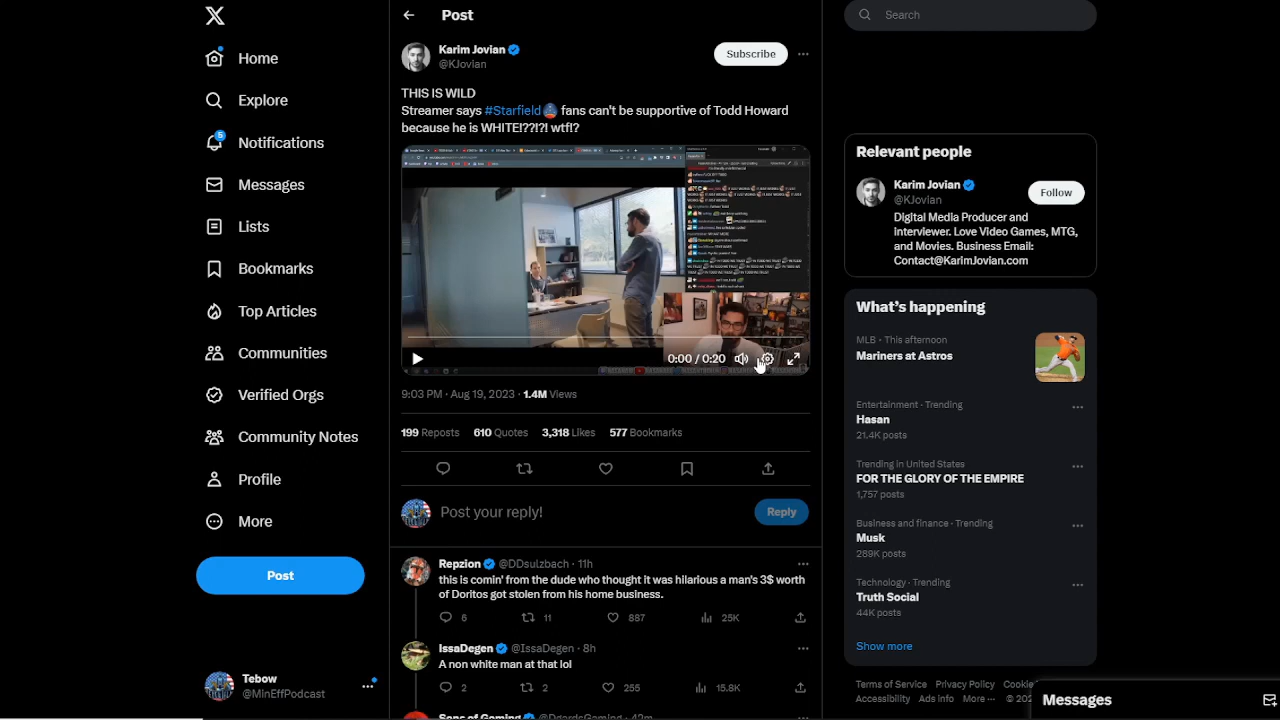 Post
Search
Home
Explore
5
Notifications
Messages
Lists
Bookmarks
Top Articles
Communities
Verified Orgs
Community Notes
Profile
More
Post
Tebow
@MinEffPodcast
Karim Jovian
@KJovian
Subscribe
THIS IS WILD
Streamer says #Starfield fans can't be supportive of Todd Howard
because he is WHITE!??!?! wtf!?
0:00 / 0:20
9:03 PM · Aug 19, 2023 · 1.4M Views
199 Reposts 610 Quotes 3,318 Likes 577 Bookmarks
Post your reply!
Reply
Repzion @DDsulzbach · 11h
this is comin' from the dude who thought it was hilarious a man's 3$ worth
of Doritos got stolen from his home business.
6 11 887 25K
IssaDegen @IssaDegen · 8h
A non white man at that lol
2 2 255 15.8K
Sons of Gaming @DgardsGaming · 42m
Relevant people
Karim Jovian
@KJovian
Follow
Digital Media Producer and
Interviewer. Love Video Games, MTG,
and Movies. Business Email:
Contact@KarimJovian.com
What's happening
MLB · This afternoon
Mariners at Astros
Entertainment · Trending
Hasan
21.4K posts
Trending in United States
FOR THE GLORY OF THE EMPIRE
1,757 posts
Business and finance · Trending
Musk
289K posts
Technology · Trending
Truth Social
44K posts
Show more
Terms of Service Privacy Policy Cookie
Accessibility Ads info More ··· © 202
Messages